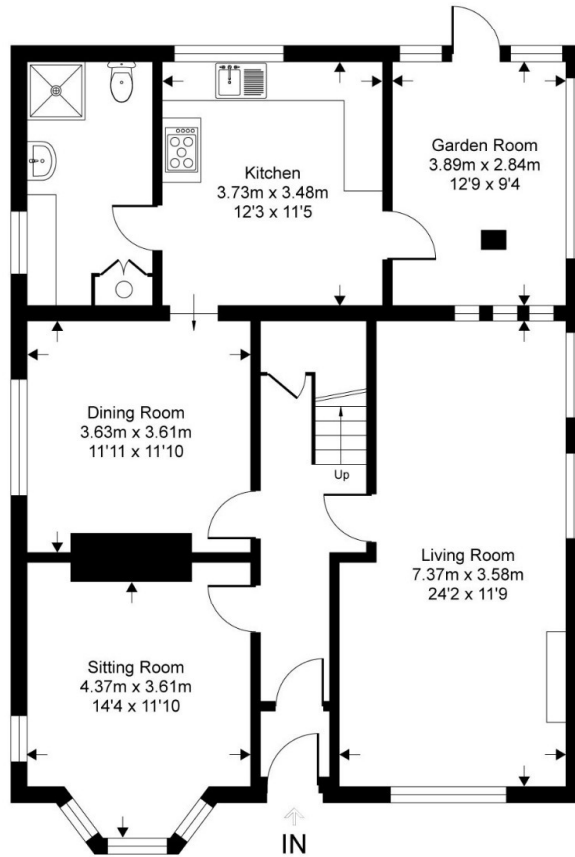 Kitchen
3.73m x 3.48m
12'3 x 11'5
Garden Room
3.89m x 2.84m
12'9 x 9'4
Dining Room
3.63m x 3.61m
11'11 x 11'10
Up
Living Room
7.37m x 3.58m
24'2 x 11'9
Sitting Room
4.37m x 3.61m
14'4 x 11'10
IN